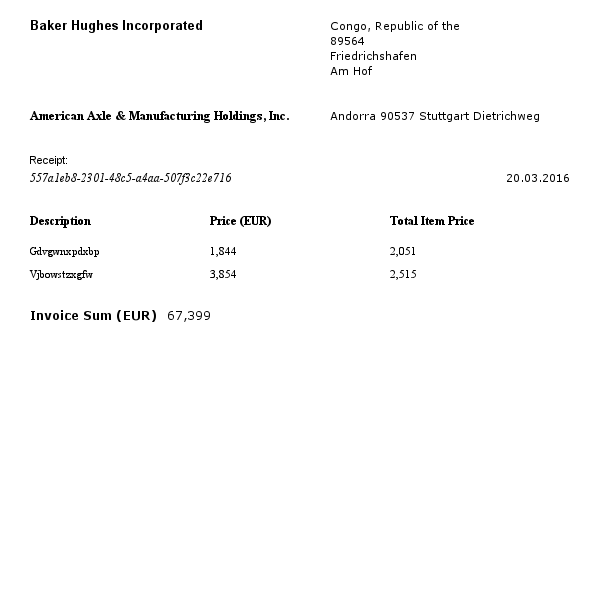 Baker Hughes Incorporated
Congo, Republic of the
89564
Friedrichshafen
Am Hof
American Axle & Manufacturing Holdings, Inc. Andorra 90537 Stuttgart Dietrichweg
Receipt:
557a1eb8-2301-48c5-a4aa-507f3c22e716 20.03.2016
Description Price (EUR) Total Item Price
Gdvgwnxpdxbp 1,844 2,051
Vjbowstzxgfw 3,854 2,515
Invoice Sum (EUR) 67,399